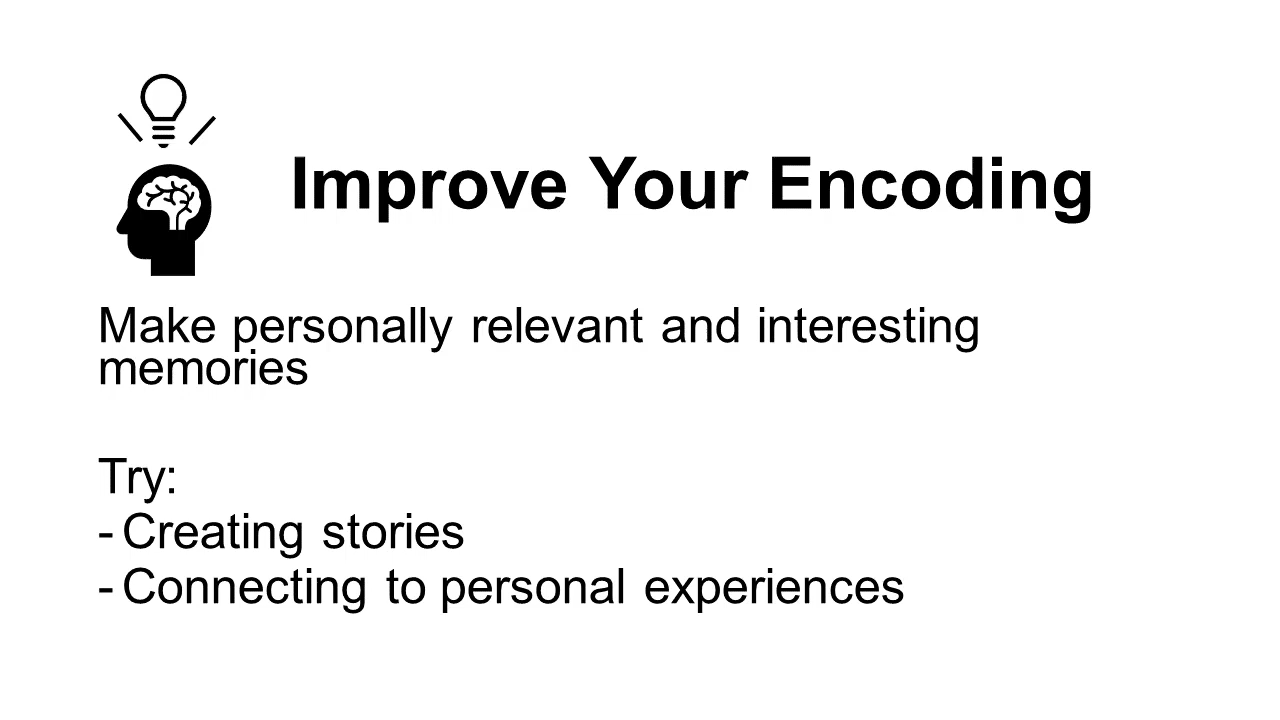 Improve Your Encoding
Make personally relevant and interesting
memories
Try:
- Creating stories
- Connecting to personal experiences